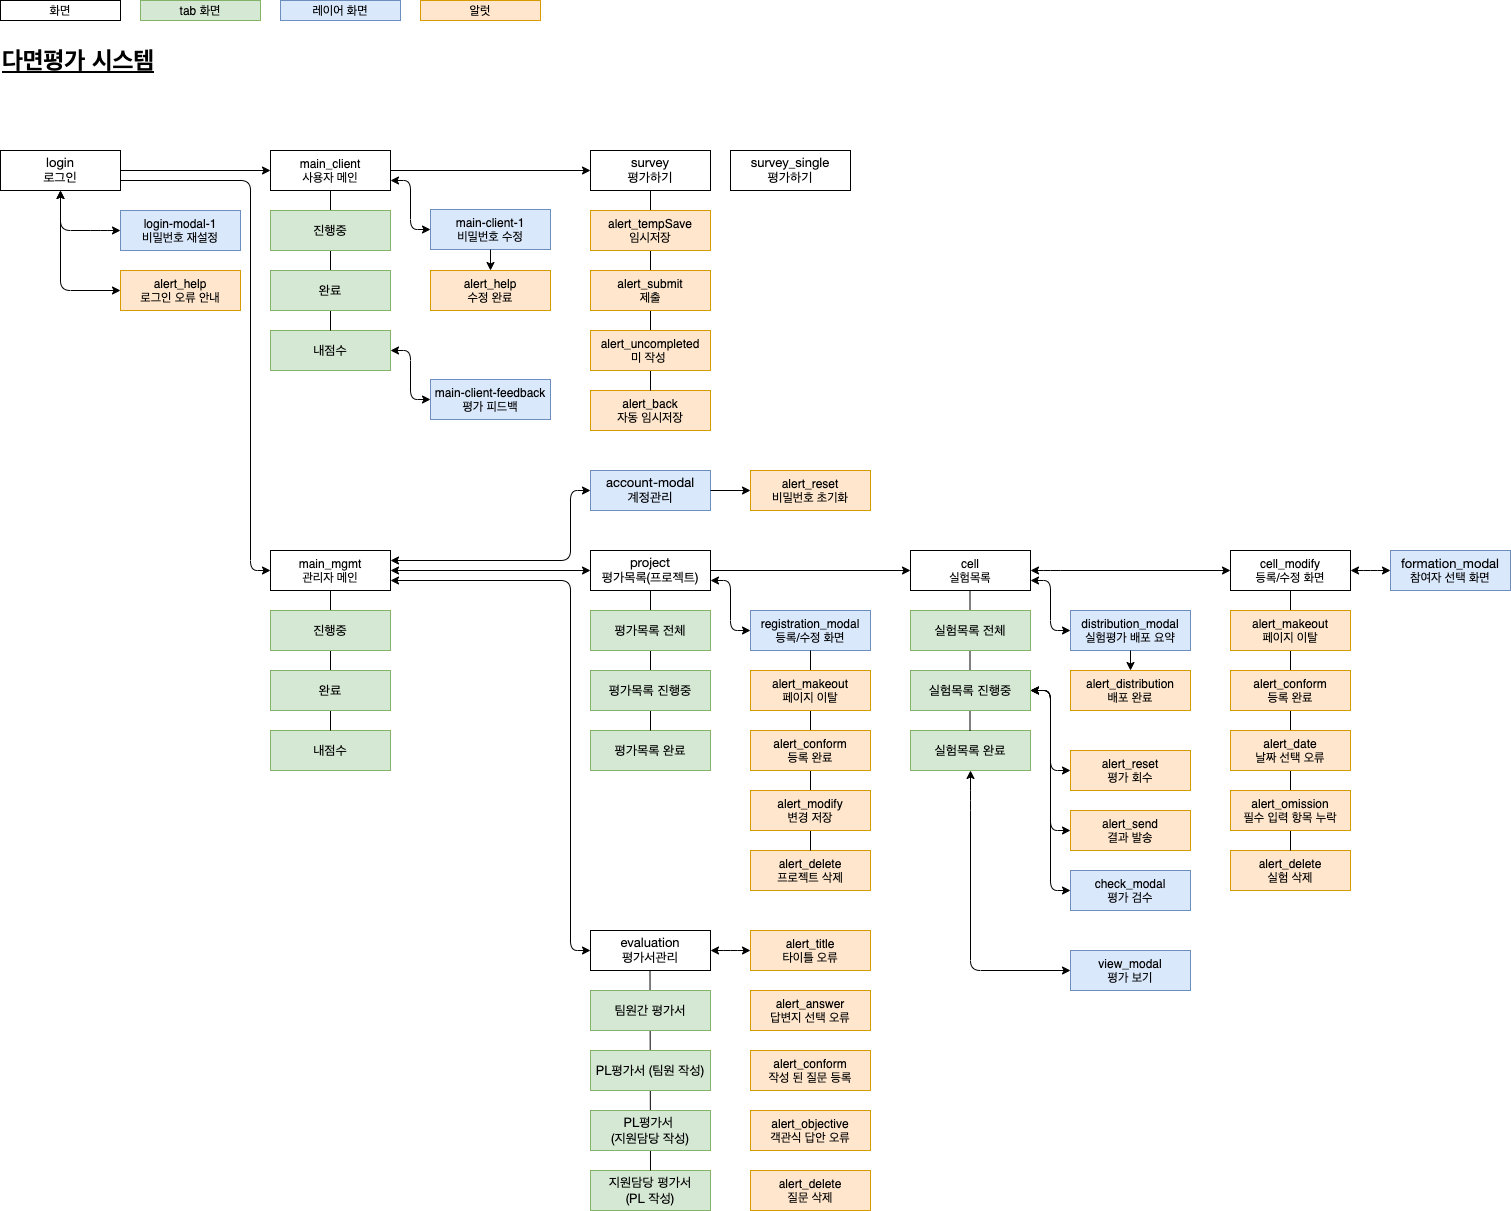 화면
tab 화면
레이어 화면
알럿
다면평가 시스템
login
로그인
main_client
사용자 메인
survey
평가하기
survey_single
평가하기
login-modal-1
비밀번호 재설정
진행중
main-client-1
비밀번호 수정
alert_tempSave
임시저장
alert_help
로그인 오류 안내
완료
alert_help
수정 완료
alert_submit
제출
내점수
alert_uncompleted
미 작성
main-client-feedback
평가 피드백
alert_back
자동 임시저장
account-modal
계정관리
alert_reset
비밀번호 초기화
main_mgmt
관리자 메인
project
평가목록(프로젝트)
cell
실험목록
cell_modify
등록/수정 화면
formation_modal
참여자 선택 화면
진행중
평가목록 전체
registration_modal
등록/수정 화면
실험목록 전체
distribution_modal
실험평가 배포 요약
alert_makeout
페이지 이탈
완료
평가목록 진행중
alert_makeout
페이지 이탈
실험목록 진행중
alert_distribution
배포 완료
alert_conform
등록 완료
내점수
평가목록 완료
alert_conform
등록 완료
실험목록 완료
alert_reset
평가 회수
alert_date
날짜 선택 오류
alert_modify
변경 저장
alert_send
결과 발송
alert_omission
필수 입력 항목 누락
alert_delete
프로젝트 삭제
check_modal
평가 검수
alert_delete
실험 삭제
evaluation
평가서관리
alert_title
타이틀 오류
view_modal
평가 보기
팀원간 평가서
alert_answer
답변지 선택 오류
PL평가서 (팀원 작성)
alert_conform
작성 된 질문 등록
PL평가서
(지원담당 작성)
alert_objective
객관식 답안 오류
지원담당 평가서
(PL 작성)
alert_delete
질문 삭제